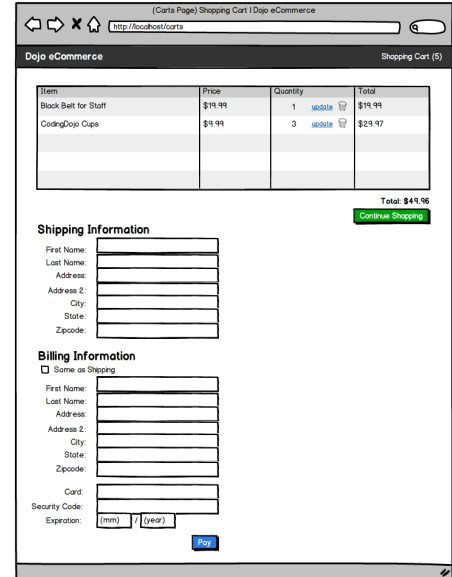 (Carts Page) Shopping Cart | Dojo eCommerce
http://localhost/carts
Dojo eCommerce Shopping Cart (5)
Item Price Quantity Total
Black Belt for Staff $19.99 1 update $19.99
CodingDojo Cups $9.99 3 update $29.97
Total: $49.96
Continue Shopping
Shipping Information
First Name:
Last Name:
Address:
Address 2:
City:
State:
Zipcode:
Billing Information
Same as Shipping
First Name:
Last Name:
Address:
Address 2:
City:
State:
Zipcode:
Card:
Security Code:
Expiration: (mm) / (year)
Pay